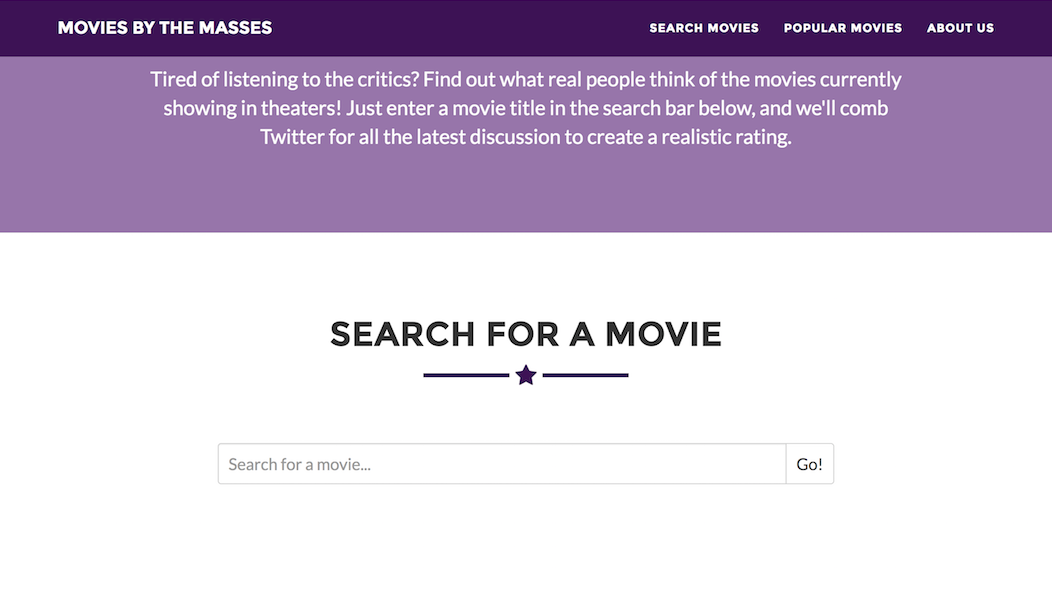 MOVIES BY THE MASSES
SEARCH MOVIES
POPULAR MOVIES
ABOUT US
Tired of listening to the critics? Find out what real people think of the movies currently
showing in theaters! Just enter a movie title in the search bar below, and we'll comb
Twitter for all the latest discussion to create a realistic rating.
SEARCH FOR A MOVIE
Search for a movie...
Go!